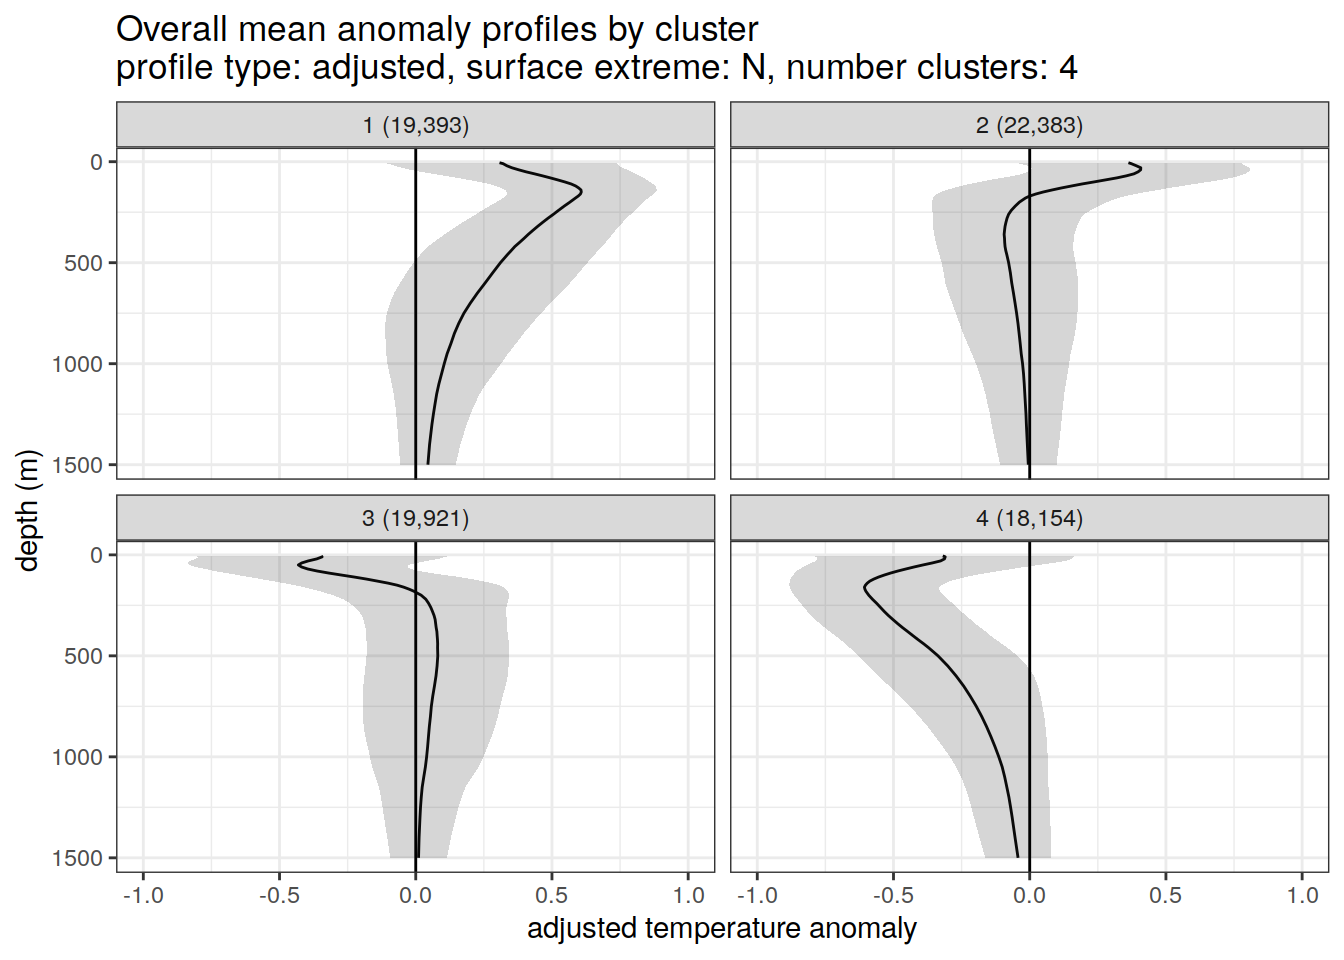 Overall mean anomaly profiles by cluster
profile type: adjusted, surface extreme: N, number clusters: 4
1 (19,393)
2 (22,383)
0
500
1000
1500
3 (19,921)
4 (18,154)
0
500
1000
1500
depth (m)
-1.0 -0.5 0.0 0.5 1.0 -1.0 -0.5 0.0 0.5 1.0
adjusted temperature anomaly